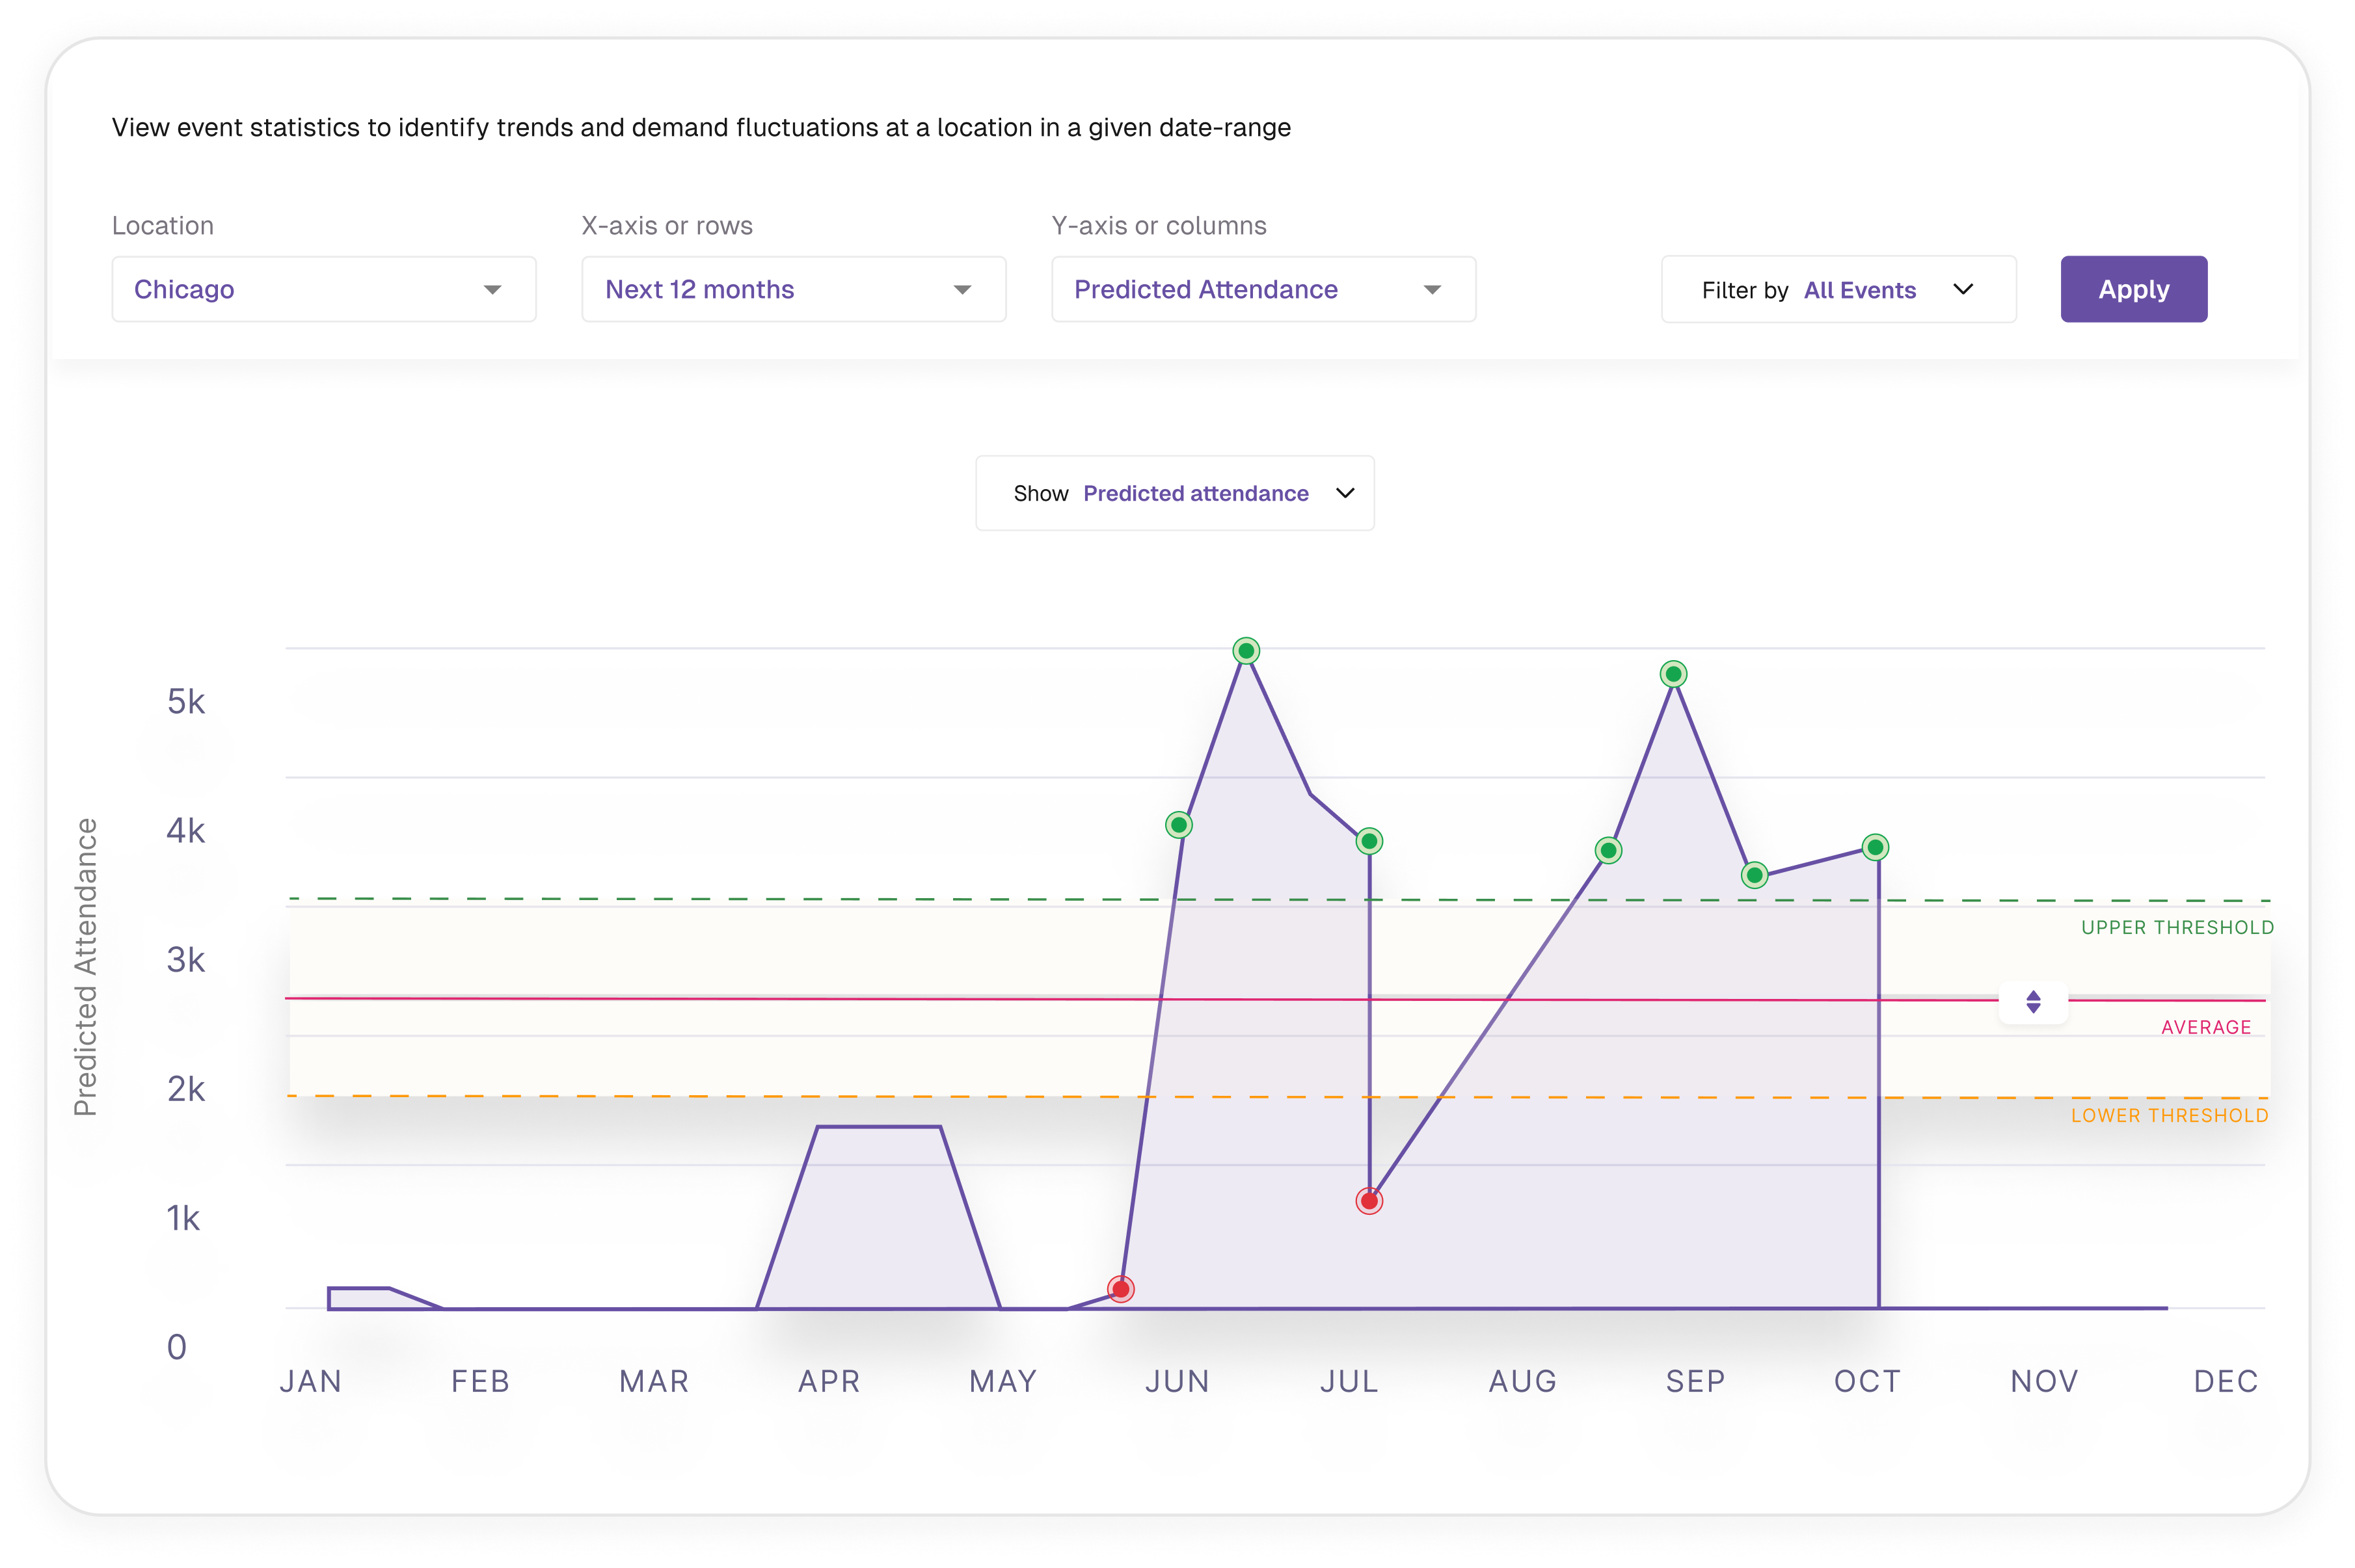 View event statistics to identify trends and demand fluctuations at a location in a given date-range
Location
X-axis or rows
Y-axis or columns
Chicago
Next 12 months
Predicted Attendance
Filter by All Events
Apply
Show Predicted attendance
Predicted Attendance
5k
4k
3k
2k
1k
0
UPPER THRESHOLD
AVERAGE
LOWER THRESHOLD
JAN FEB MAR APR MAY JUN JUL AUG SEP OCT NOV DEC